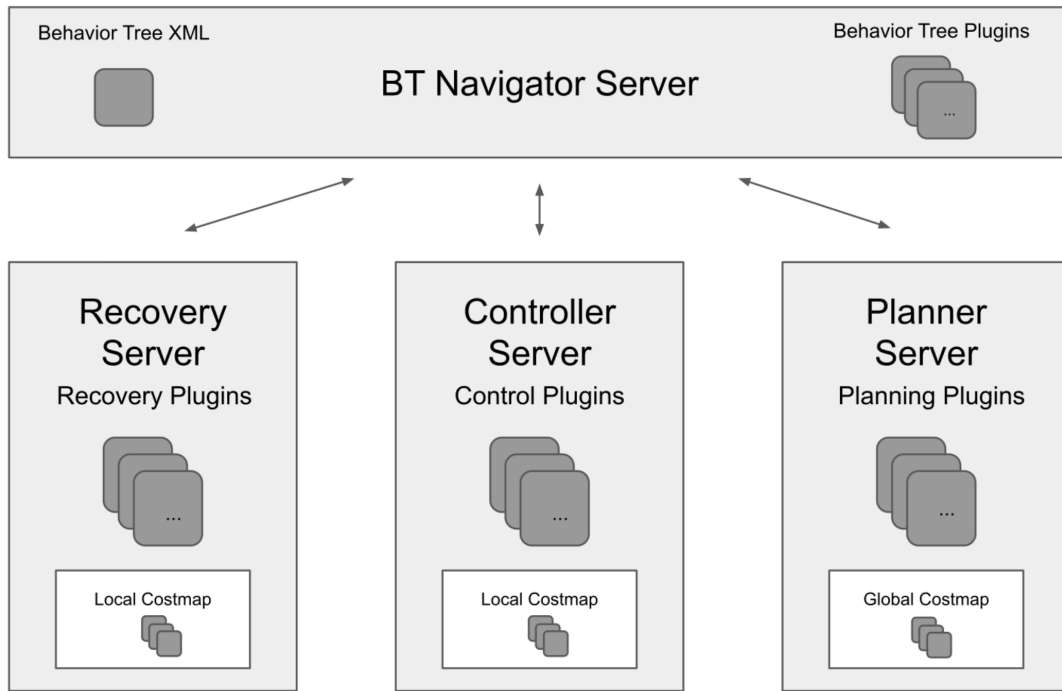 Behavior Tree XML
Behavior Tree Plugins
BT Navigator Server
...
Recovery
Server
Recovery Plugins
...
Local Costmap
Controller
Server
Control Plugins
...
Local Costmap
Planner
Server
Planning Plugins
...
Global Costmap